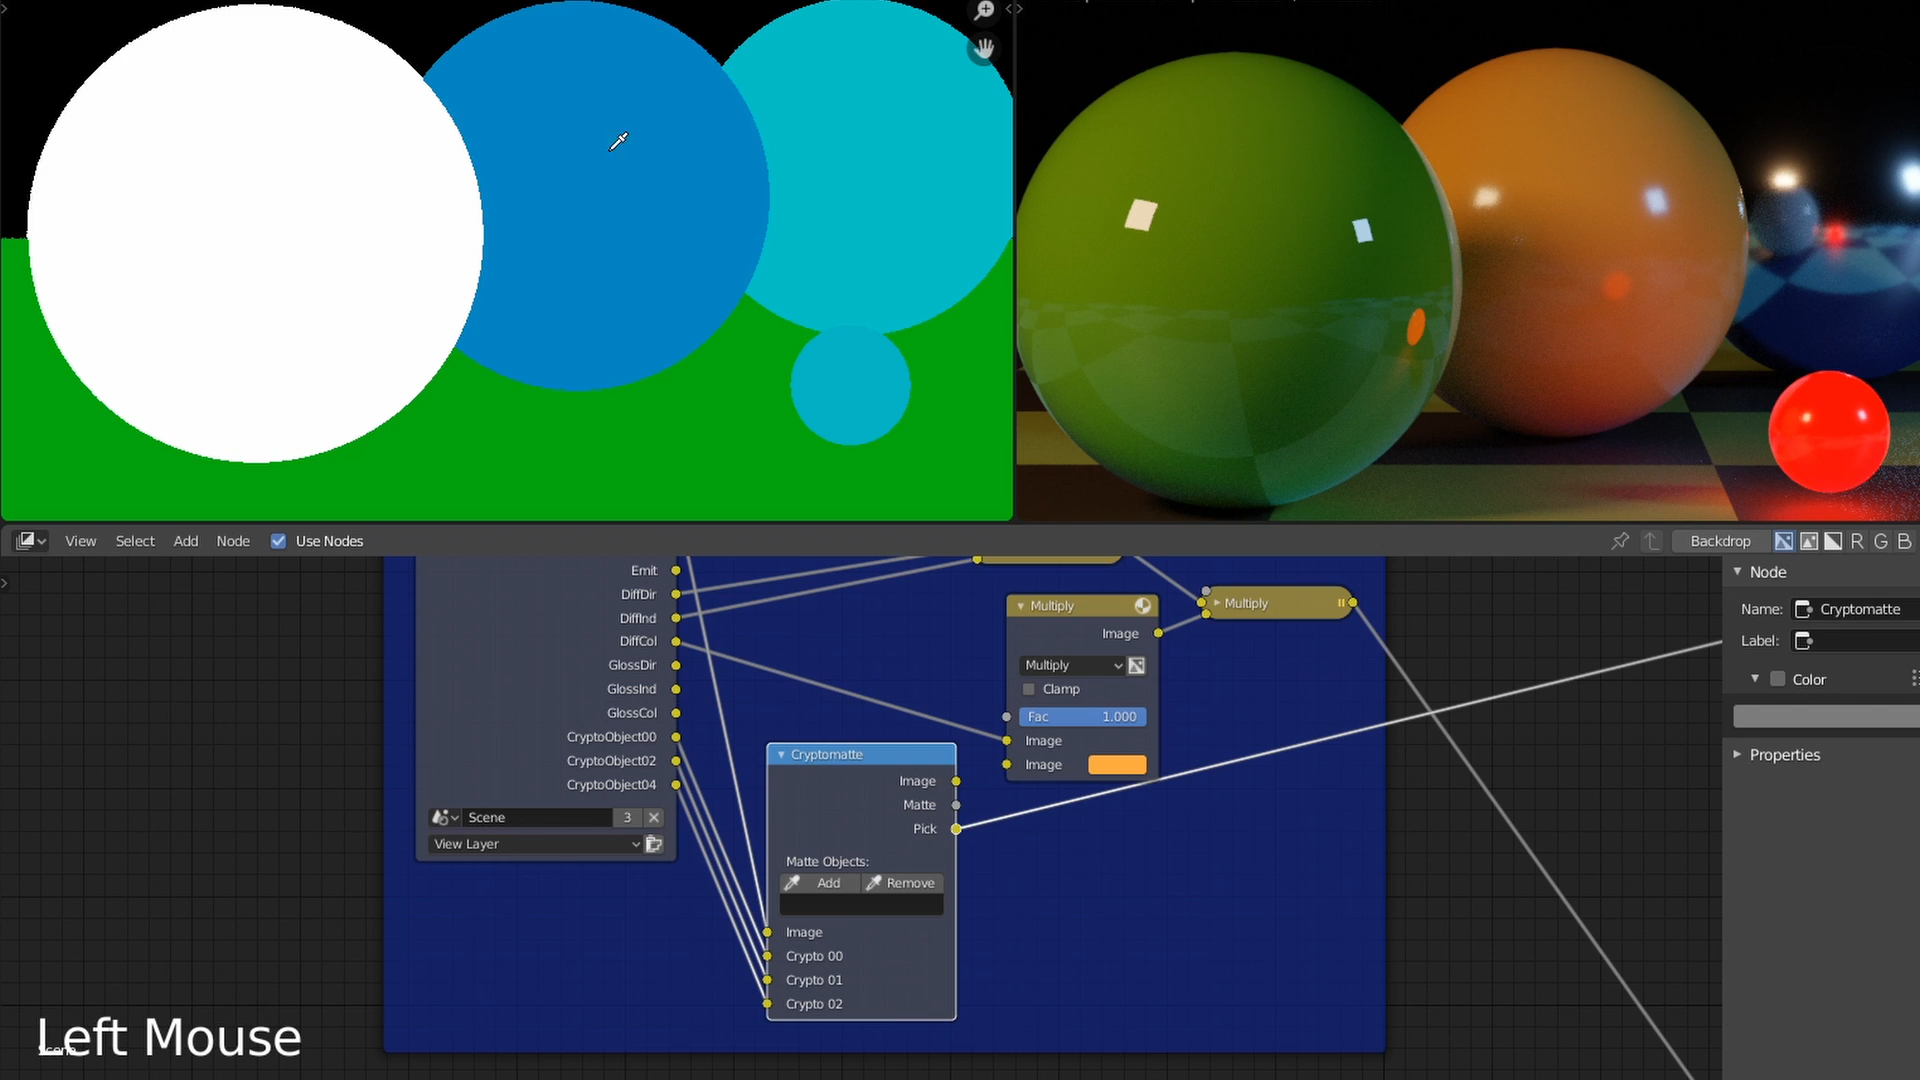 View Select Add Node Use Nodes Backdrop R G B
Emit
DiffDir
DiffInd
DiffCol
GlossDir
GlossInd
GlossCol
CryptoObject00
CryptoObject02
CryptoObject04
Scene 3
View Layer
Cryptomatte
Image
Matte
Pick
Matte Objects:
Add Remove
Image
Crypto 00
Crypto 01
Crypto 02
Multiply
Image
Multiply
Clamp
Fac 1.000
Image
Image
Multiply
Node
Name: Cryptomatte
Label:
Color
Properties
Left Mouse
Scene